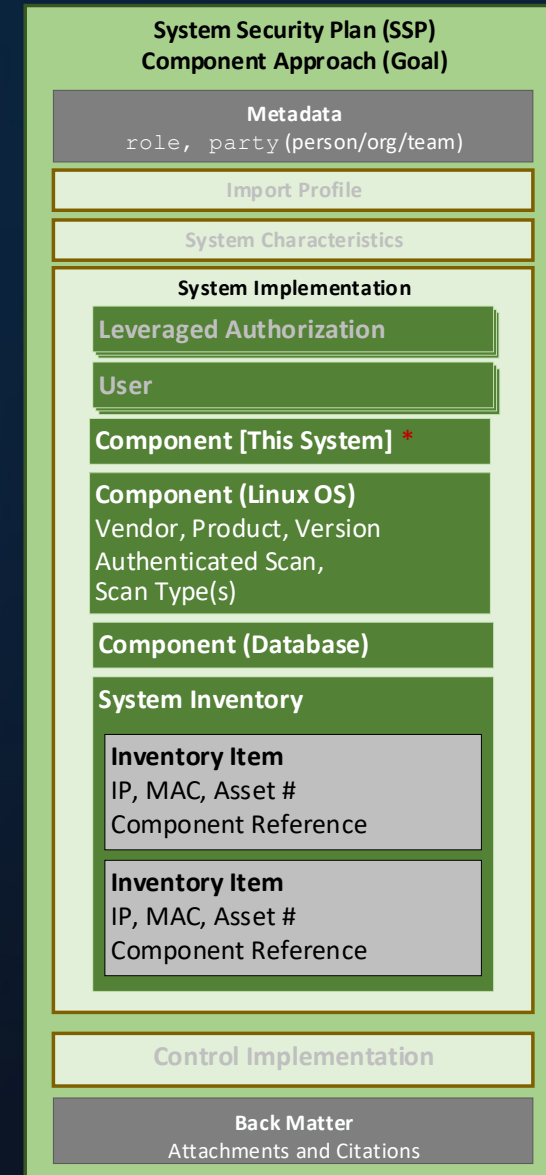 System Security Plan (SSP)
Component Approach (Goal)
Metadata
role, party (person/org/team)
Import Profile
System Characteristics
System Implementation
Leveraged Authorization
User
Component [This System] *
Component (Linux OS)
Vendor, Product, Version
Authenticated Scan,
Scan Type(s)
Component (Database)
System Inventory
Inventory Item
IP, MAC, Asset #
Component Reference
Inventory Item
IP, MAC, Asset #
Component Reference
Control Implementation
Back Matter
Attachments and Citations